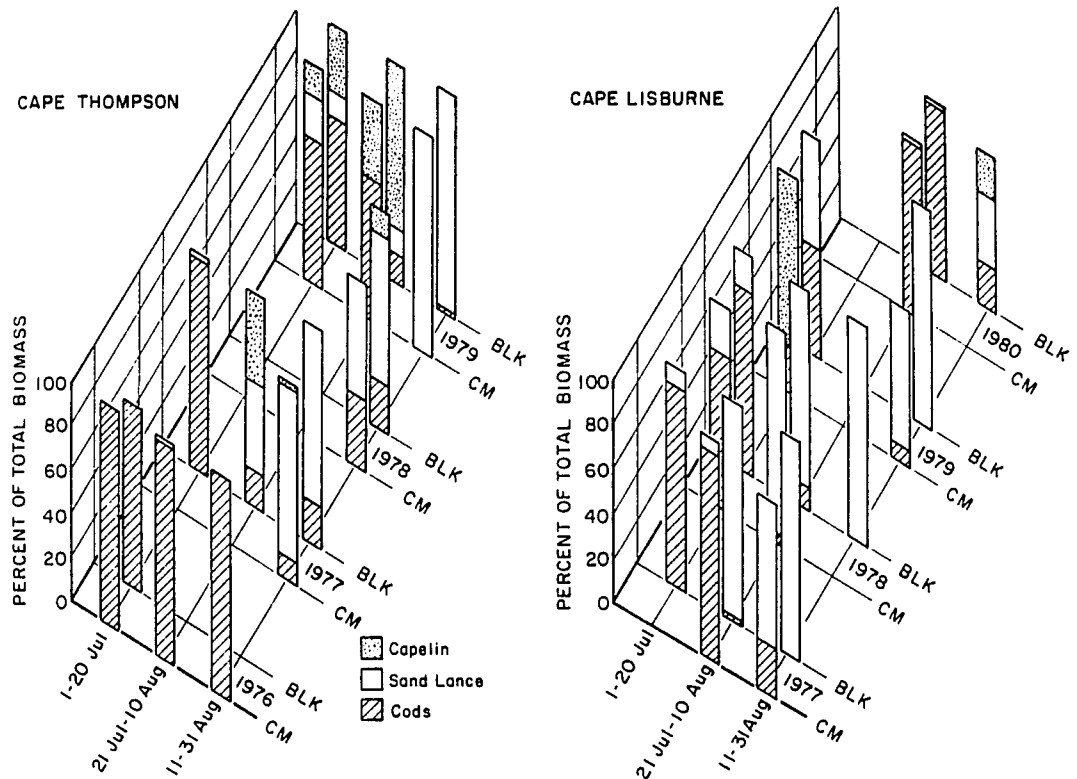 CAPE THOMPSON
PERCENT OF TOTAL BIOMASS
100
80
60
40
20
0
1-20 Jul
21 Jul-10 Aug
11-31 Aug
1976
CM
BLK
1977
CM
BLK
1978
CM
BLK
1979
CM
BLK
Capelin
Sand Lance
Cods
CAPE LISBURNE
PERCENT OF TOTAL BIOMASS
100
80
60
40
20
0
1-20 Jul
21 Jul-10 Aug
11-31 Aug
1977
CM
BLK
1978
CM
BLK
1979
CM
BLK
1980
CM
BLK